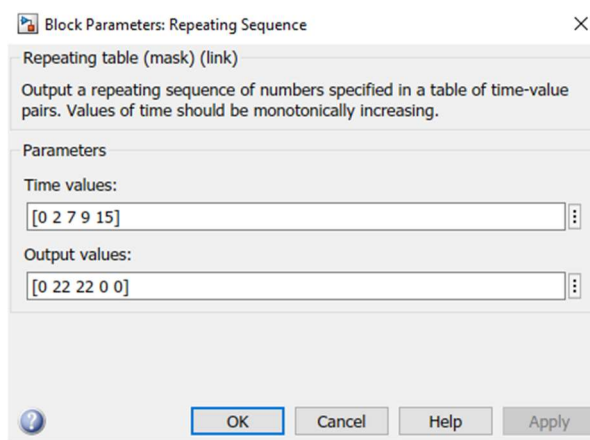 Block Parameters: Repeating Sequence
Repeating table (mask) (link)
Output a repeating sequence of numbers specified in a table of time-value
pairs. Values of time should be monotonically increasing.
Parameters
Time values:
[0 2 7 9 15]
Output values:
[0 22 22 0 0]
OK Cancel Help Apply